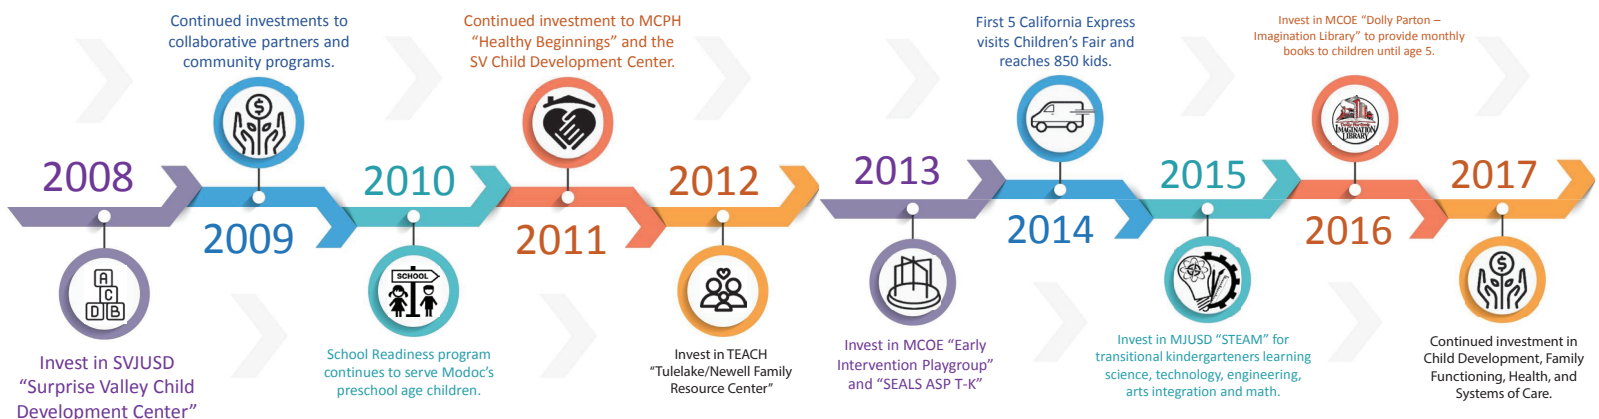 Continued investments to
collaborative partners and
community programs.
Continued investment to MCPH
“Healthy Beginnings” and the
SV Child Development Center.
First 5 California Express
visits Children’s Fair and
reaches 850 kids.
Invest in MCOE “Dolly Parton –
Imagination Library” to provide monthly
books to children until age 5.
2008
2009
2010
2011
2012
2013
2014
2015
2016
2017
A
C
D B
SCHOOL
Dolly Parton's
IMAGINATION
LIBRARY
Invest in SVJUSD
“Surprise Valley Child
Development Center”
School Readiness program
continues to serve Modoc’s
preschool age children.
Invest in TEACH
“Tulelake/Newell Family
Resource Center”
Invest in MCOE “Early
Intervention Playgroup”
and “SEALS ASP T-K”
Invest in MJUSD “STEAM” for
transitional kindergarteners learning
science, technology, engineering,
arts integration and math.
Continued investment in
Child Development, Family
Functioning, Health, and
Systems of Care.